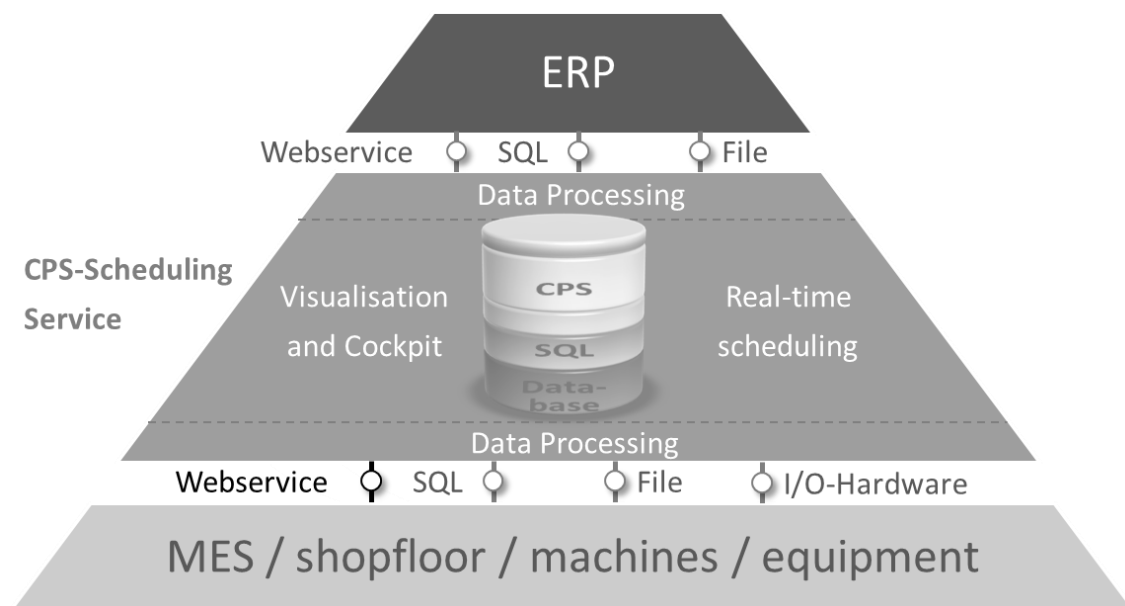 ERP
Webservice SQL File
Data Processing
CPS-Scheduling
Service
Visualisation
and Cockpit
CPS
SQL
Data-
base
Real-time
scheduling
Data Processing
Webservice SQL File I/O-Hardware
MES / shopfloor / machines / equipment